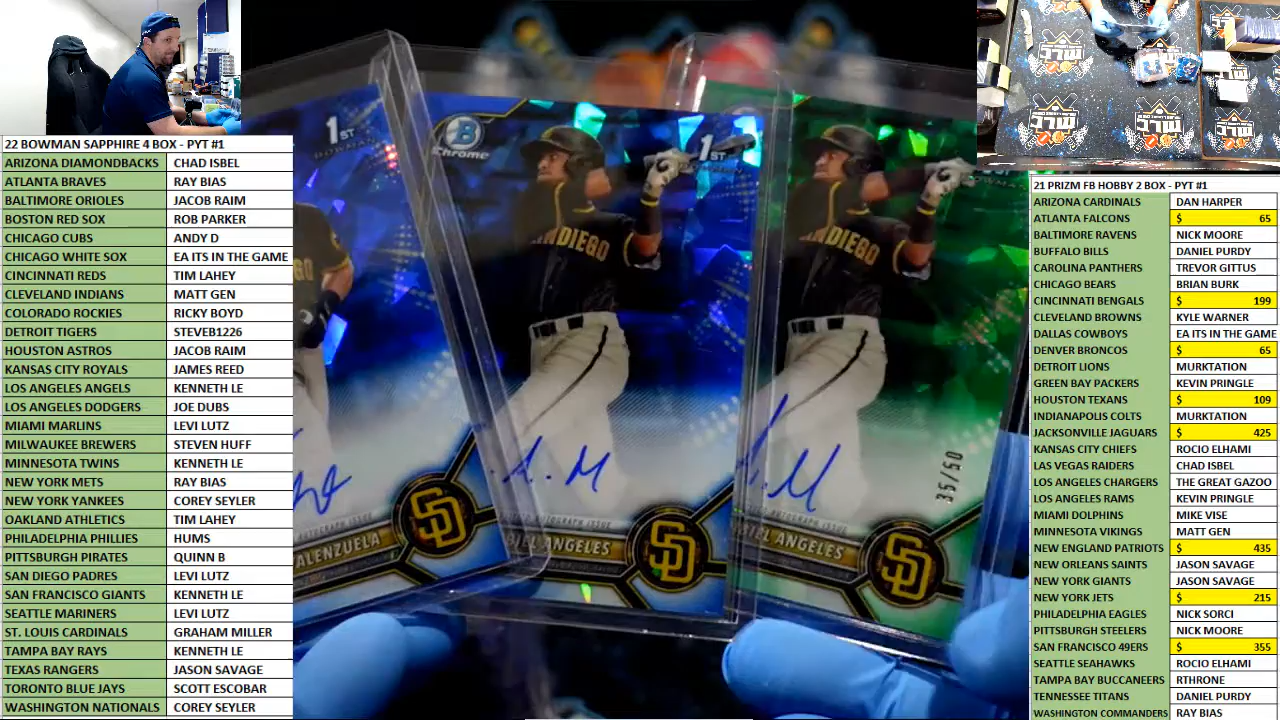 22 BOWMAN SAPPHIRE 4 BOX - PYT #1
ARIZONA DIAMONDBACKS CHAD ISBEL
ATLANTA BRAVES RAY BIAS
BALTIMORE ORIOLES JACOB RAIM
BOSTON RED SOX ROB PARKER
CHICAGO CUBS ANDY D
CHICAGO WHITE SOX EA ITS IN THE GAME
CINCINNATI REDS TIM LAHEY
CLEVELAND INDIANS MATT GEN
COLORADO ROCKIES RICKY BOYD
DETROIT TIGERS STEVEB1226
HOUSTON ASTROS JACOB RAIM
KANSAS CITY ROYALS JAMES REED
LOS ANGELES ANGELS KENNETH LE
LOS ANGELES DODGERS JOE DUBS
MIAMI MARLINS LEVI LUTZ
MILWAUKEE BREWERS STEVEN HUFF
MINNESOTA TWINS KENNETH LE
NEW YORK METS RAY BIAS
NEW YORK YANKEES COREY SEYLER
OAKLAND ATHLETICS TIM LAHEY
PHILADELPHIA PHILLIES HUMS
PITTSBURGH PIRATES QUINN B
SAN DIEGO PADRES LEVI LUTZ
SAN FRANCISCO GIANTS KENNETH LE
SEATTLE MARINERS LEVI LUTZ
ST. LOUIS CARDINALS GRAHAM MILLER
TAMPA BAY RAYS KENNETH LE
TEXAS RANGERS JASON SAVAGE
TORONTO BLUE JAYS SCOTT ESCOBAR
WASHINGTON NATIONALS COREY SEYLER
1ST
BOWMAN
ALENZUELA
SD
B
Chrome
1ST
AUTOGRAPH ISSUE
ANGELES
SD
35/50
AUTOGRAPH ISSUE
ANGELES
SD
MLC
MLC
MLC
MLC
21 PRIZM FB HOBBY 2 BOX - PYT #1
ARIZONA CARDINALS DAN HARPER
ATLANTA FALCONS $ 65
BALTIMORE RAVENS NICK MOORE
BUFFALO BILLS DANIEL PURDY
CAROLINA PANTHERS TREVOR GITTUS
CHICAGO BEARS BRIAN BURK
CINCINNATI BENGALS $ 199
CLEVELAND BROWNS KYLE WARNER
DALLAS COWBOYS EA ITS IN THE GAME
DENVER BRONCOS $ 65
DETROIT LIONS MURKTATION
GREEN BAY PACKERS KEVIN PRINGLE
HOUSTON TEXANS $ 109
INDIANAPOLIS COLTS MURKTATION
JACKSONVILLE JAGUARS $ 425
KANSAS CITY CHIEFS ROCIO ELHAMI
LAS VEGAS RAIDERS CHAD ISBEL
LOS ANGELES CHARGERS THE GREAT GAZOO
LOS ANGELES RAMS KEVIN PRINGLE
MIAMI DOLPHINS MIKE VISE
MINNESOTA VIKINGS MATT GEN
NEW ENGLAND PATRIOTS $ 435
NEW ORLEANS SAINTS JASON SAVAGE
NEW YORK GIANTS JASON SAVAGE
NEW YORK JETS $ 215
PHILADELPHIA EAGLES NICK SORCI
PITTSBURGH STEELERS NICK MOORE
SAN FRANCISCO 49ERS $ 355
SEATTLE SEAHAWKS ROCIO ELHAMI
TAMPA BAY BUCCANEERS RTHRONE
TENNESSEE TITANS DANIEL PURDY
WASHINGTON COMMANDERS RAY BIAS